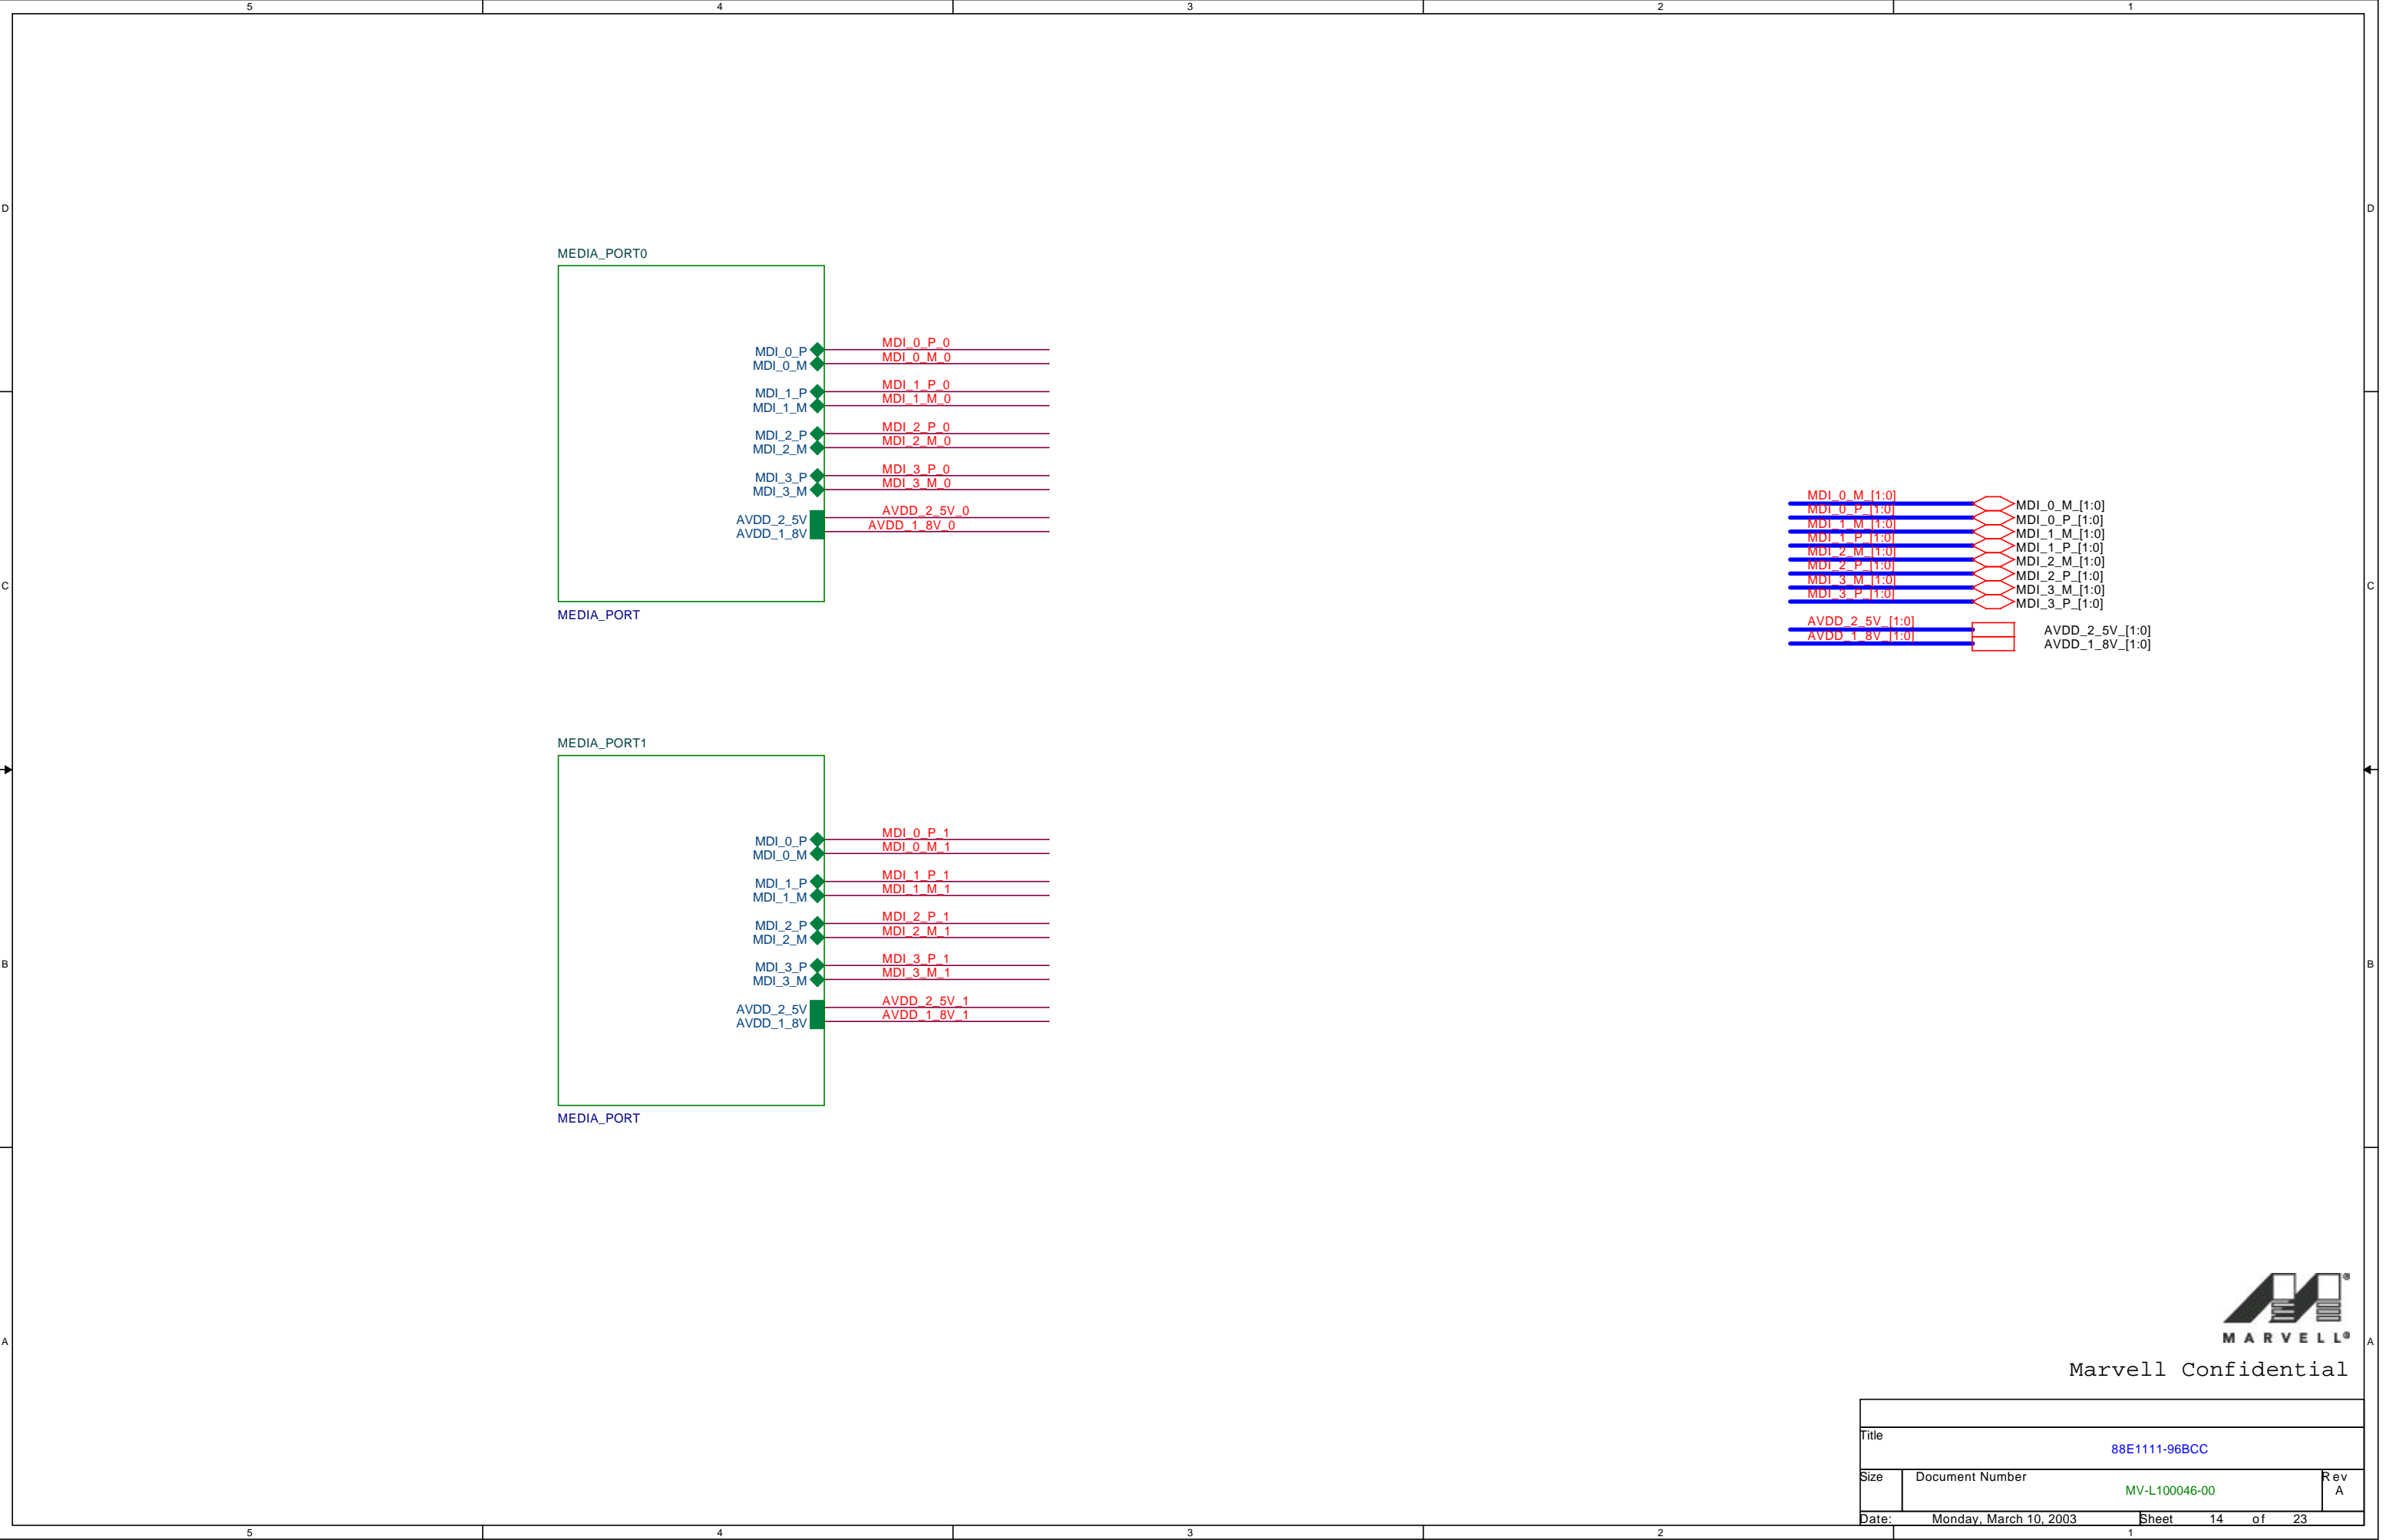 5 4 3 2 1
D D
MEDIA_PORT0
MDI_0_P MDI_0_P_0
MDI_0_M MDI_0_M_0
MDI_1_P MDI_1_P_0
MDI_1_M MDI_1_M_0
MDI_2_P MDI_2_P_0
MDI_2_M MDI_2_M_0
MDI_3_P MDI_3_P_0
MDI_3_M MDI_3_M_0
AVDD_2_5V AVDD_2_5V_0
AVDD_1_8V AVDD_1_8V_0
MEDIA_PORT
MDI_0_M_[1:0] MDI_0_M_[1:0]
MDI_0_P_[1:0] MDI_0_P_[1:0]
MDI_1_M_[1:0] MDI_1_M_[1:0]
MDI_1_P_[1:0] MDI_1_P_[1:0]
MDI_2_M_[1:0] MDI_2_M_[1:0]
MDI_2_P_[1:0] MDI_2_P_[1:0]
MDI_3_M_[1:0] MDI_3_M_[1:0]
MDI_3_P_[1:0] MDI_3_P_[1:0]
AVDD_2_5V_[1:0] AVDD_2_5V_[1:0]
AVDD_1_8V_[1:0] AVDD_1_8V_[1:0]
C C
MEDIA_PORT1
MDI_0_P MDI_0_P_1
MDI_0_M MDI_0_M_1
MDI_1_P MDI_1_P_1
MDI_1_M MDI_1_M_1
MDI_2_P MDI_2_P_1
MDI_2_M MDI_2_M_1
MDI_3_P MDI_3_P_1
MDI_3_M MDI_3_M_1
AVDD_2_5V AVDD_2_5V_1
AVDD_1_8V AVDD_1_8V_1
MEDIA_PORT
B B
®
MARVELL®
A A
Marvell Confidential
Title
88E1111-96BCC
Size Document Number Rev
MV-L100046-00 A
Date: Monday, March 10, 2003 Sheet 14 of 23
5 4 3 2 1